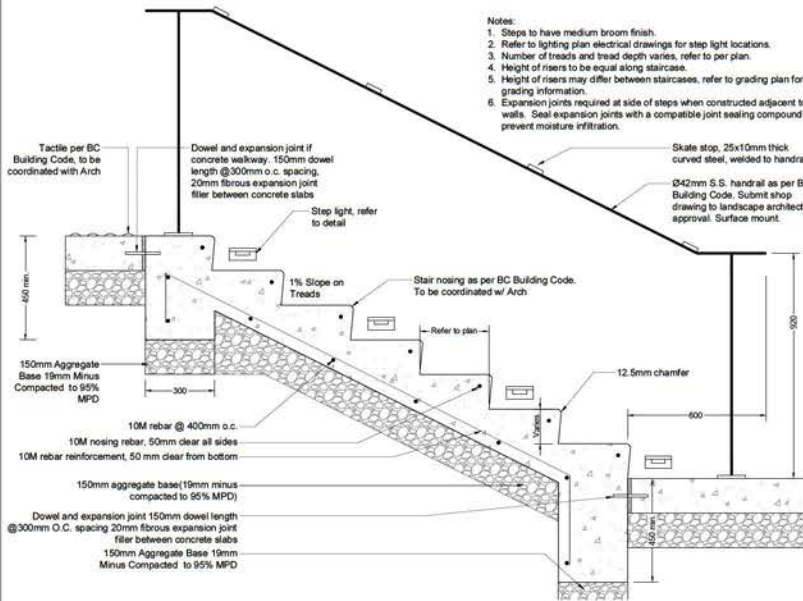 Notes:
1. Steps to have medium broom finish.
2. Refer to lighting plan electrical drawings for step light locations.
3. Number of treads and tread depth varies, refer to per plan.
4. Height of risers to be equal along staircase.
5. Height of risers may differ between staircases, refer to grading plan for
grading information.
6. Expansion joints required at side of steps when constructed adjacent to
walls. Seal expansion joints with a compatible joint sealing compound
prevent moisture infiltration.
Tactile per BC
Building Code, to be
coordinated with Arch
Dowel and expansion joint if
concrete walkway. 150mm dowel
length @300mm o.c. spacing,
20mm fibrous expansion joint
filler between concrete slabs
Step light, refer
to detail
Skate stop, 25x10mm thick
curved steel, welded to
Ø42mm S.S. handrail as per
Building Code. Submit shop
drawing to landscape architect
approval. Surface mount.
450 min.
1% Slope on
Treads
Stair nosing as per BC Building Code.
To be coordinated w/ Arch
Refer to plan
920
150mm Aggregate
Base 19mm Minus
Compacted to 95%
MPD
300
12.5mm chamfer
600
Varies
10M rebar @ 400mm o.c.
10M nosing rebar, 50mm clear all sides
10M rebar reinforcement, 50 mm clear from bottom
150mm aggregate base(19mm minus
compacted to 95% MPD)
Dowel and expansion joint 150mm dowel length
@300mm O.C. spacing 20mm fibrous expansion joint
filler between concrete slabs
450 min.
150mm Aggregate Base 19mm
Minus Compacted to 95% MPD